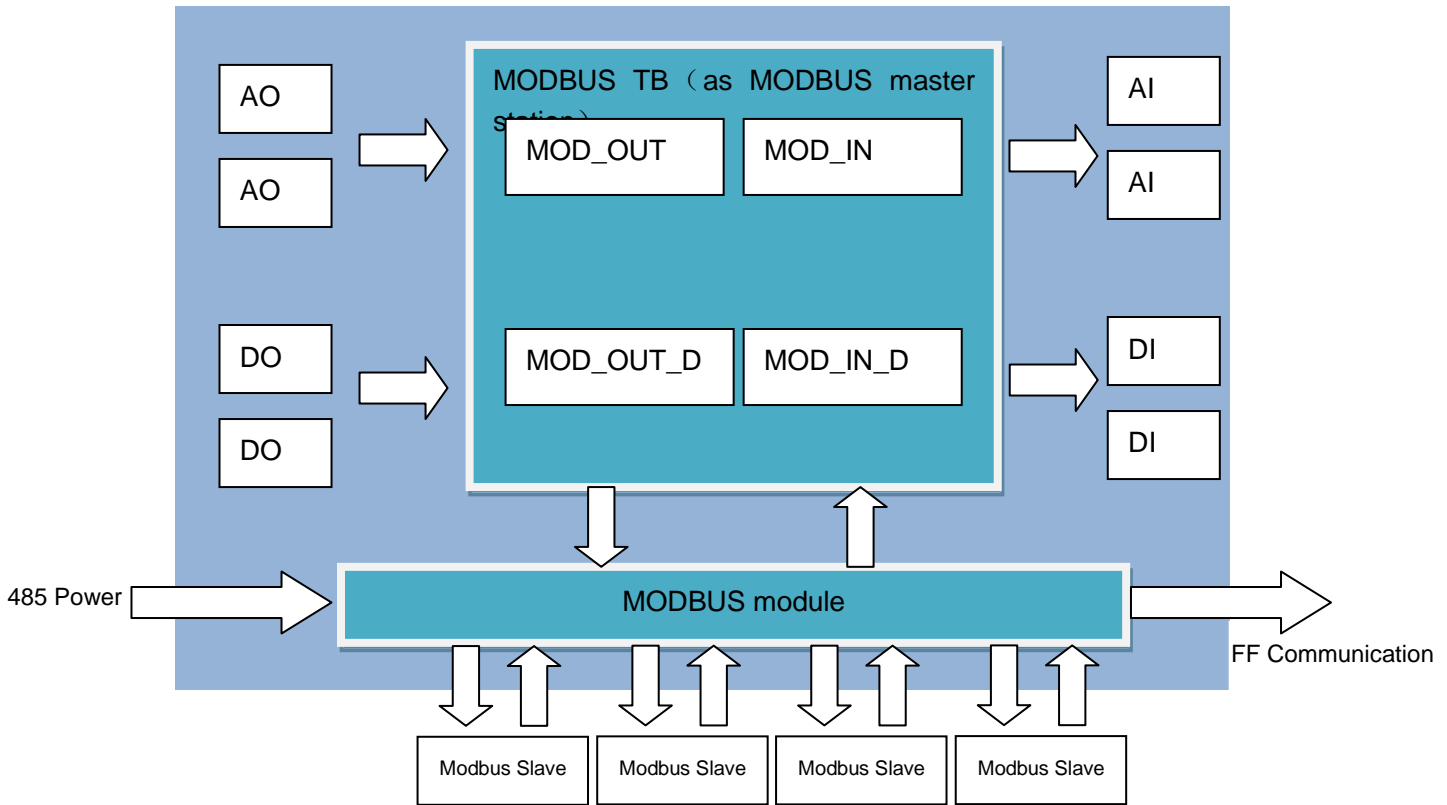 MODBUS TB（as MODBUS master
station）
AO
AO
MOD_OUT
MOD_IN
AI
AI
DO
DO
MOD_OUT_D
MOD_IN_D
DI
DI
485 Power
MODBUS module
FF Communication
Modbus Slave
Modbus Slave
Modbus Slave
Modbus Slave